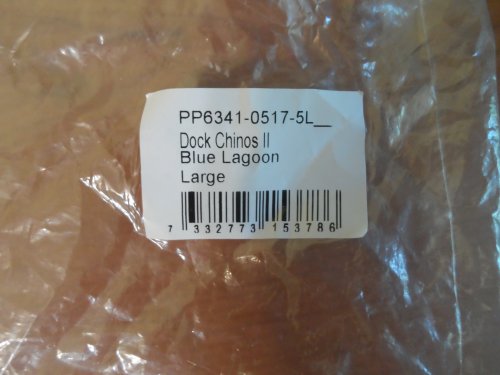 PP6341-0517-5L__
Dock Chinos II
Blue Lagoon
Large
7 332773 153786